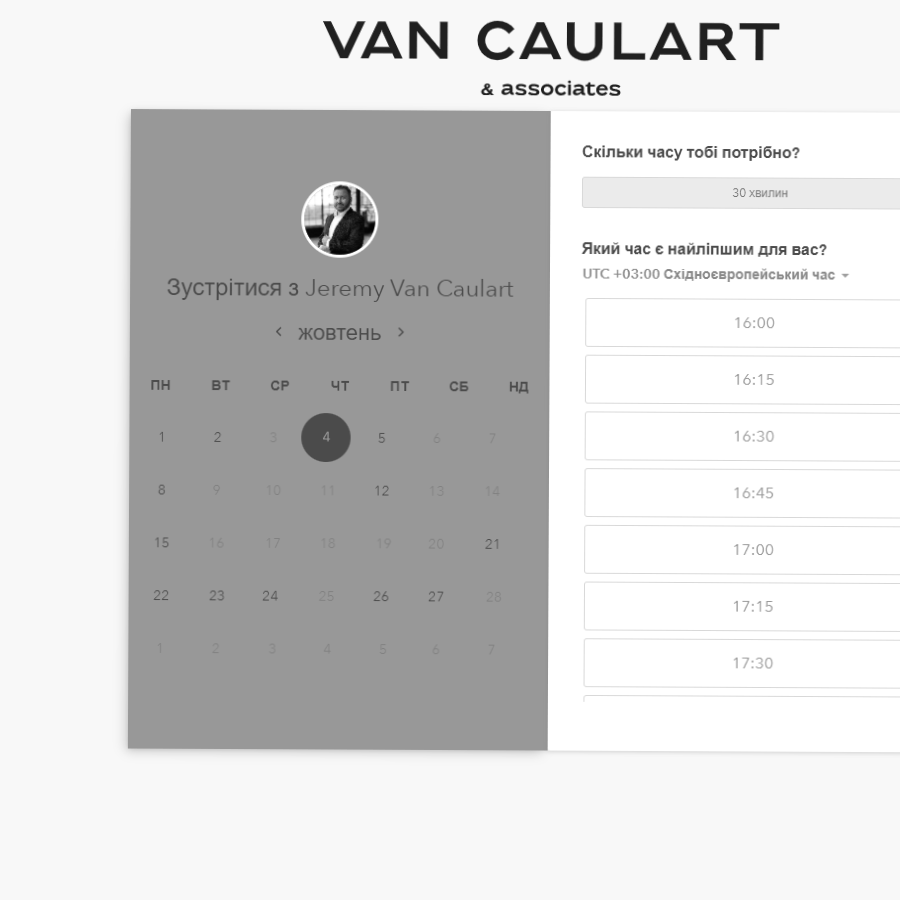 VAN CAULART
& associates
Зустрітися з Jeremy Van Caulart
жовтень
ПН ВТ СР ЧТ ПТ СБ НД
1 2 3 4 5 6 7
8 9 10 11 12 13 14
15 16 17 18 19 20 21
22 23 24 25 26 27 28
1 2 3 4 5 6 7
Скільки часу тобі потрібно?
30 хвилин
Який час є найліпшим для вас?
UTC +03:00 Східноєвропейський час
16:00
16:15
16:30
16:45
17:00
17:15
17:30